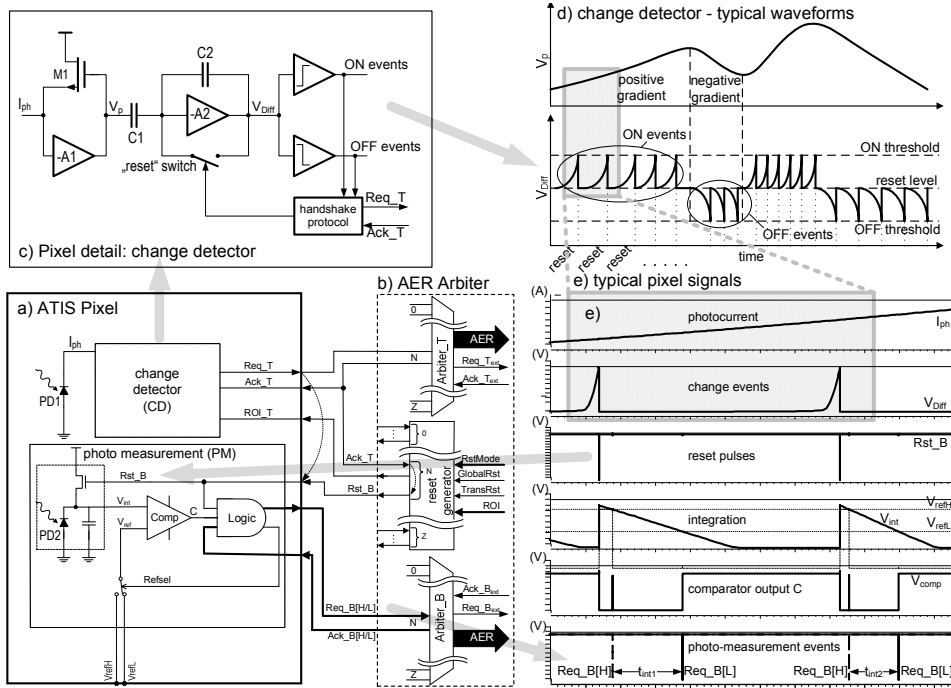 M1
C2
ON events
I_ph
V_p
C1
V_Diff
-A1
-A2
„reset" switch
OFF events
Req_T
handshake
protocol
Ack_T
c) Pixel detail: change detector
d) change detector - typical waveforms
V_p
positive
gradient
negative
gradient
ON events
ON threshold
V_Diff
reset level
OFF events
OFF threshold
reset
reset
reset
. . . . . .
time
a) ATIS Pixel
I_ph
PD1
change
detector
(CD)
Req_T
Ack_T
ROI_T
photo measurement (PM)
Rst_B
V_int
PD2
V_ref
Comp
C
Logic
Refsel
VrefH
VrefL
Req_B[H/L]
Ack_B[H/L]
b) AER Arbiter
0
N
Z
Arbiter_T
AER
Req_T_ext
Ack_T_ext
0
Ack_T
N
Rst_B
reset
generator
RstMode
GlobalRst
TransRst
ROI
Z
0
N
Z
Arbiter_B
Ack_B_ext
Req_B_ext
AER
e) typical pixel signals
(A)
e)
photocurrent
I_ph
(V)
change events
V_Diff
(V)
Rst_B
reset pulses
(V)
V_refH
V_int
V_refL
integration
(V)
V_comp
comparator output C
(V)
photo-measurement events
Req_B[H]
t_int1
Req_B[L]
Req_B[H]
t_int2
Req_B[L]